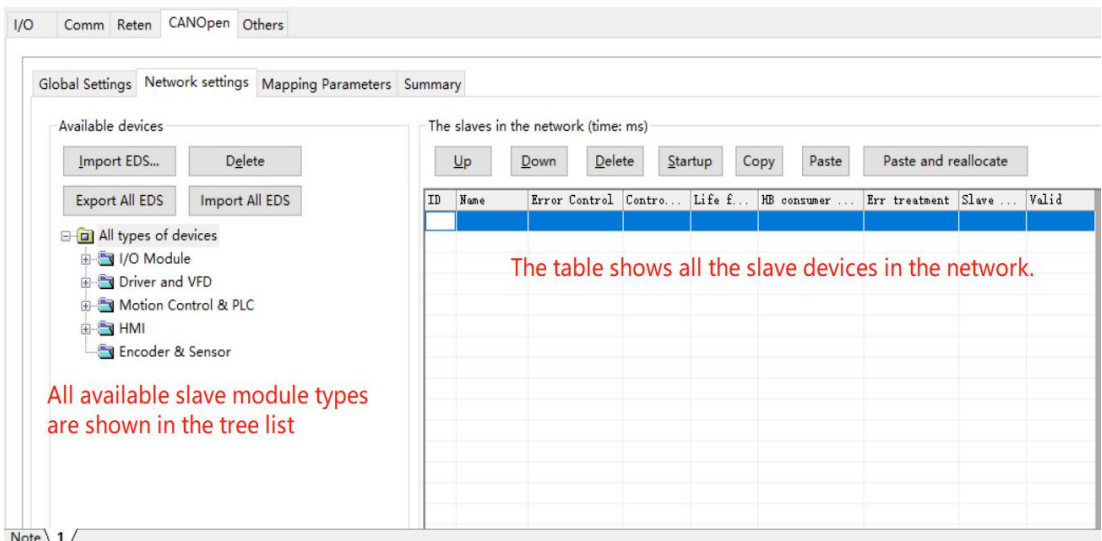 I/O Comm Reten CANOpen Others
Global Settings Network settings Mapping Parameters Summary
Available devices
Import EDS... Delete
Export All EDS Import All EDS
All types of devices
I/O Module
Driver and VFD
Motion Control & PLC
HMI
Encoder & Sensor
All available slave module types
are shown in the tree list
The slaves in the network (time: ms)
Up Down Delete Startup Copy Paste Paste and reallocate
ID Name Error Control Contro... Life f... HB consumer ... Err treatment Slave ... Valid
The table shows all the slave devices in the network.
Note 1